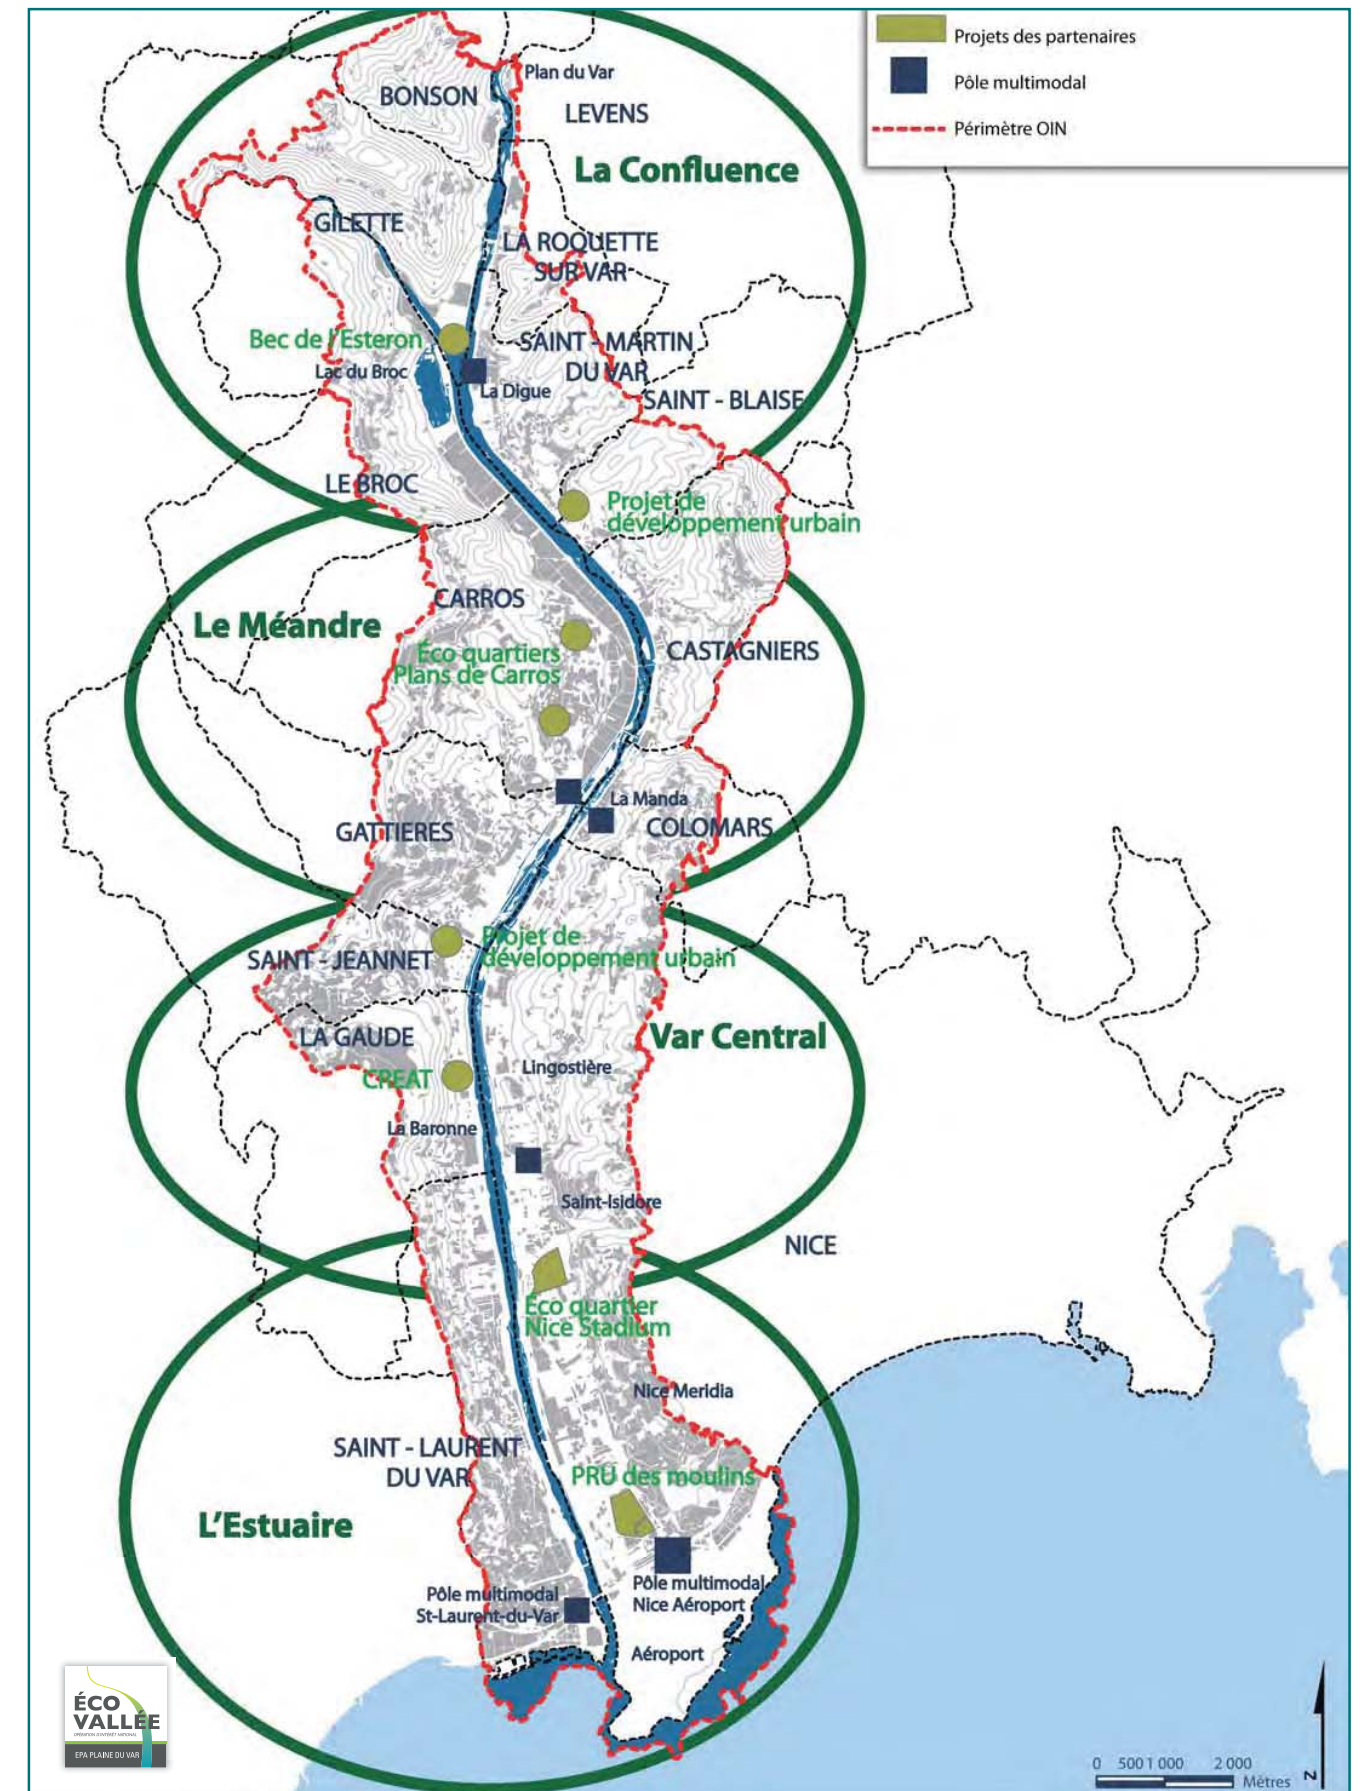 Projets des partenaires
Pôle multimodal
Périmètre OIN
Plan du Var
BONSON
LEVENS
La Confluence
GILETTE
LA ROQUETTE
SUR VAR
Bec de l'Esteron
SAINT - MARTIN
DU VAR
Lac du Broc
La Digue
SAINT - BLAISE
LE BROC
Projet de
développement urbain
CARROS
Le Méandre
Éco quartiers
Plans de Carros
CASTAGNIERS
La Manda
GATTIERES
COLOMARS
Projet de
développement urbain
SAINT - JEANNET
LA GAUDE
Var Central
Lingostière
CREAT
La Baronne
Saint-Isidore
NICE
Éco quartier
Nice Stadium
Nice Meridia
SAINT - LAURENT
DU VAR
PRU des moulins
L'Estuaire
Pôle multimodal
Nice Aéroport
Pôle multimodal
St-Laurent-du-Var
Aéroport
ÉCO
VALLÉE
OPÉRATION D'INTÉRÊT NATIONAL
EPA PLAINE DU VAR
0 500 1 000 2 000
Mètres
N